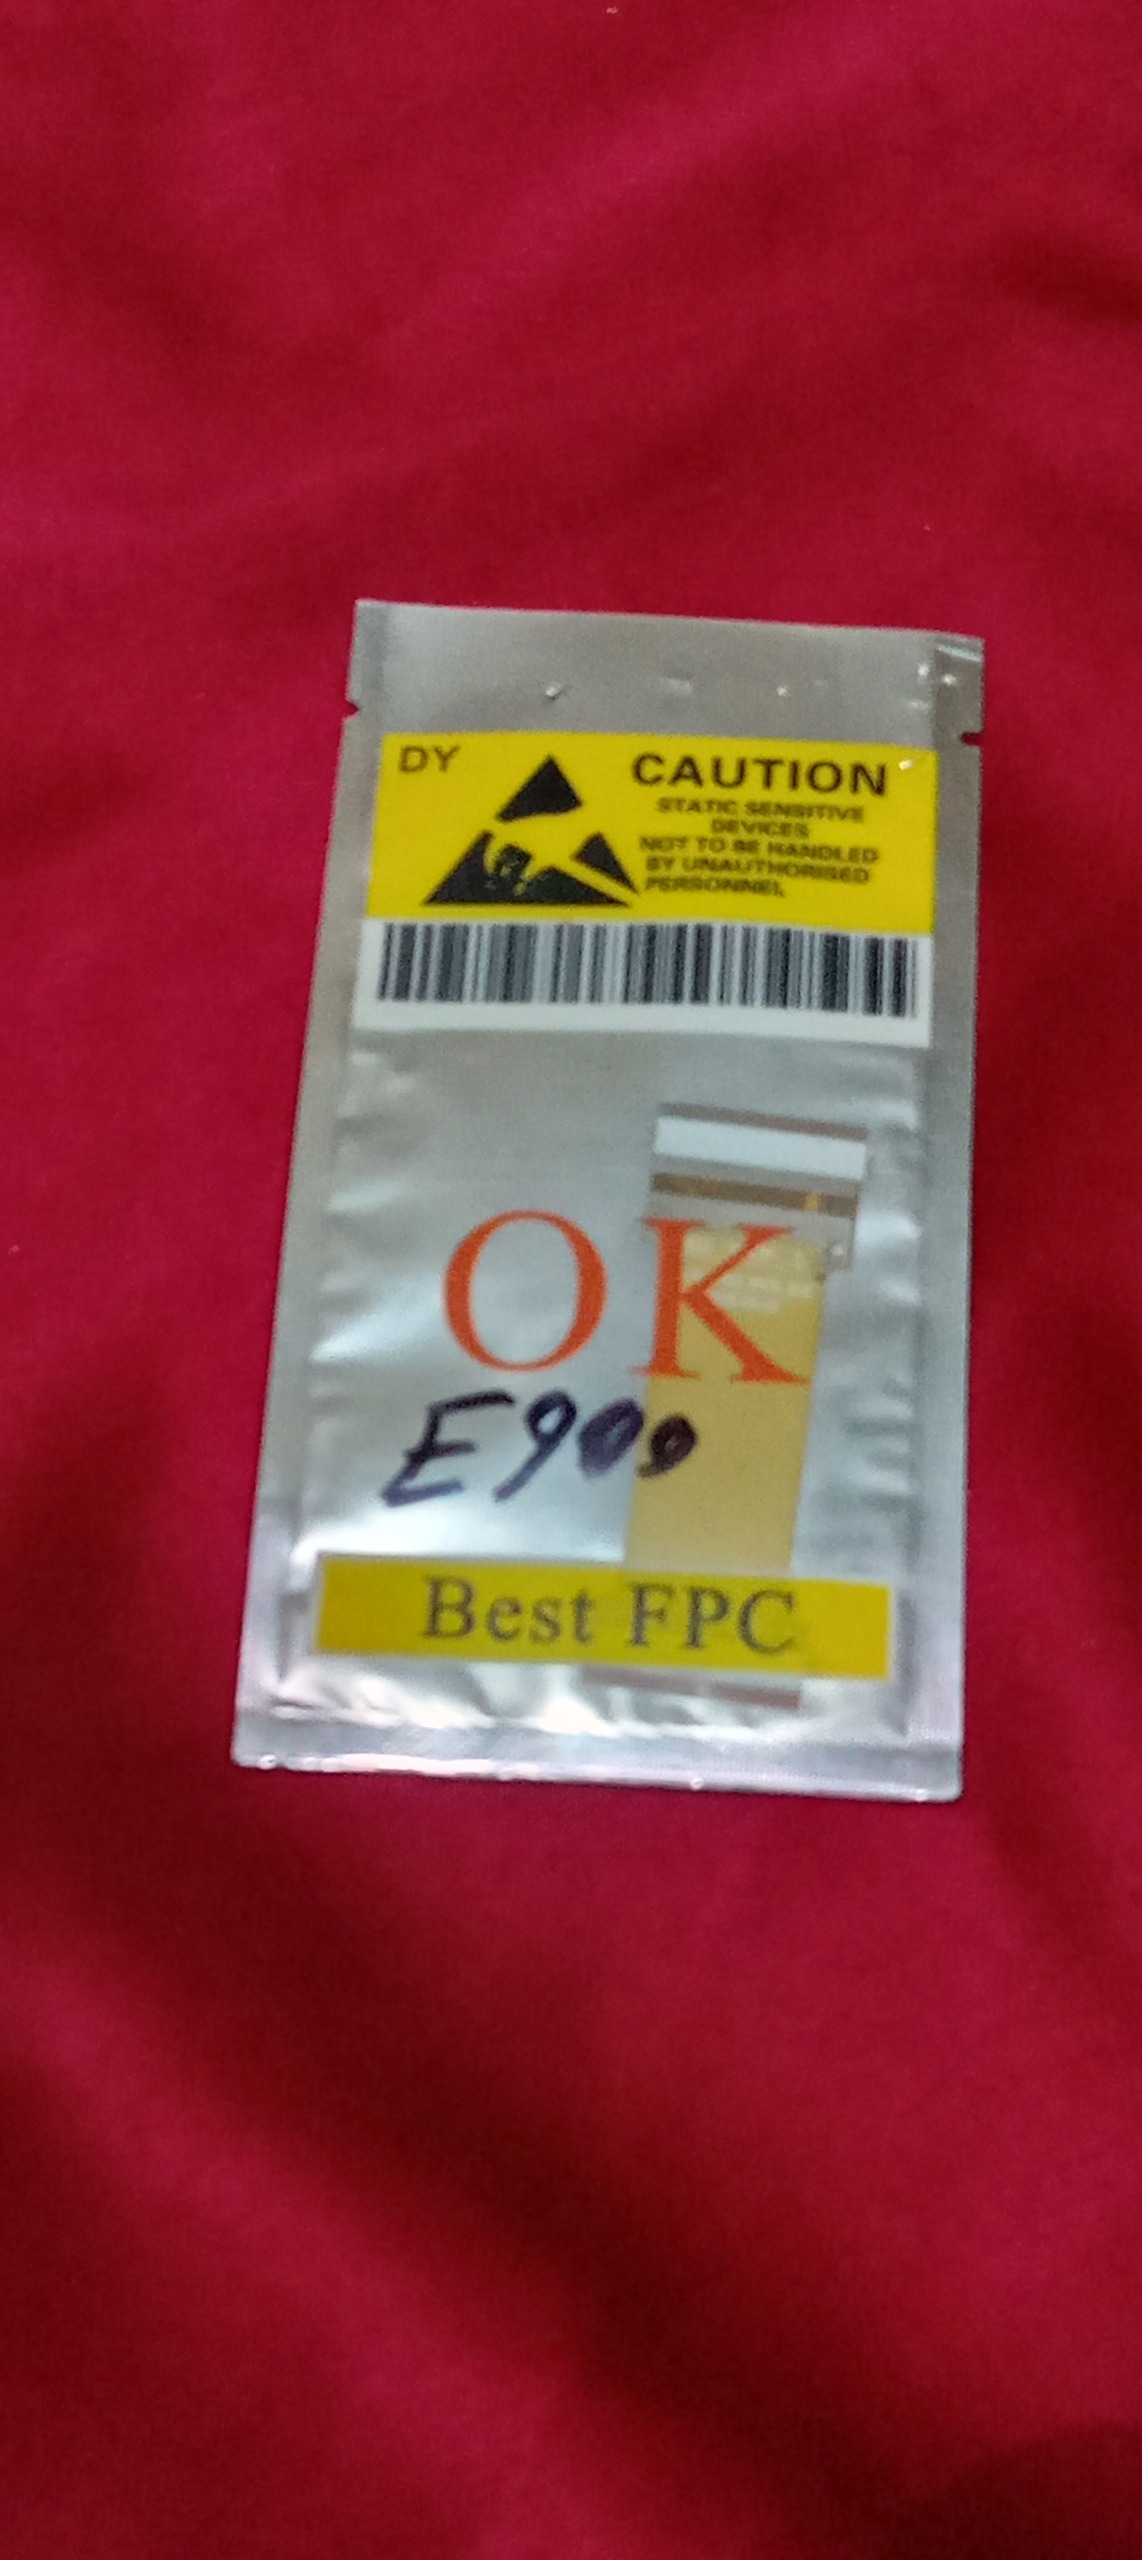 DY
CAUTION
STATIC SENSITIVE
DEVICES
NOT TO BE HANDLED
BY UNAUTHORISED
PERSONNEL
OK
E900
Best FPC